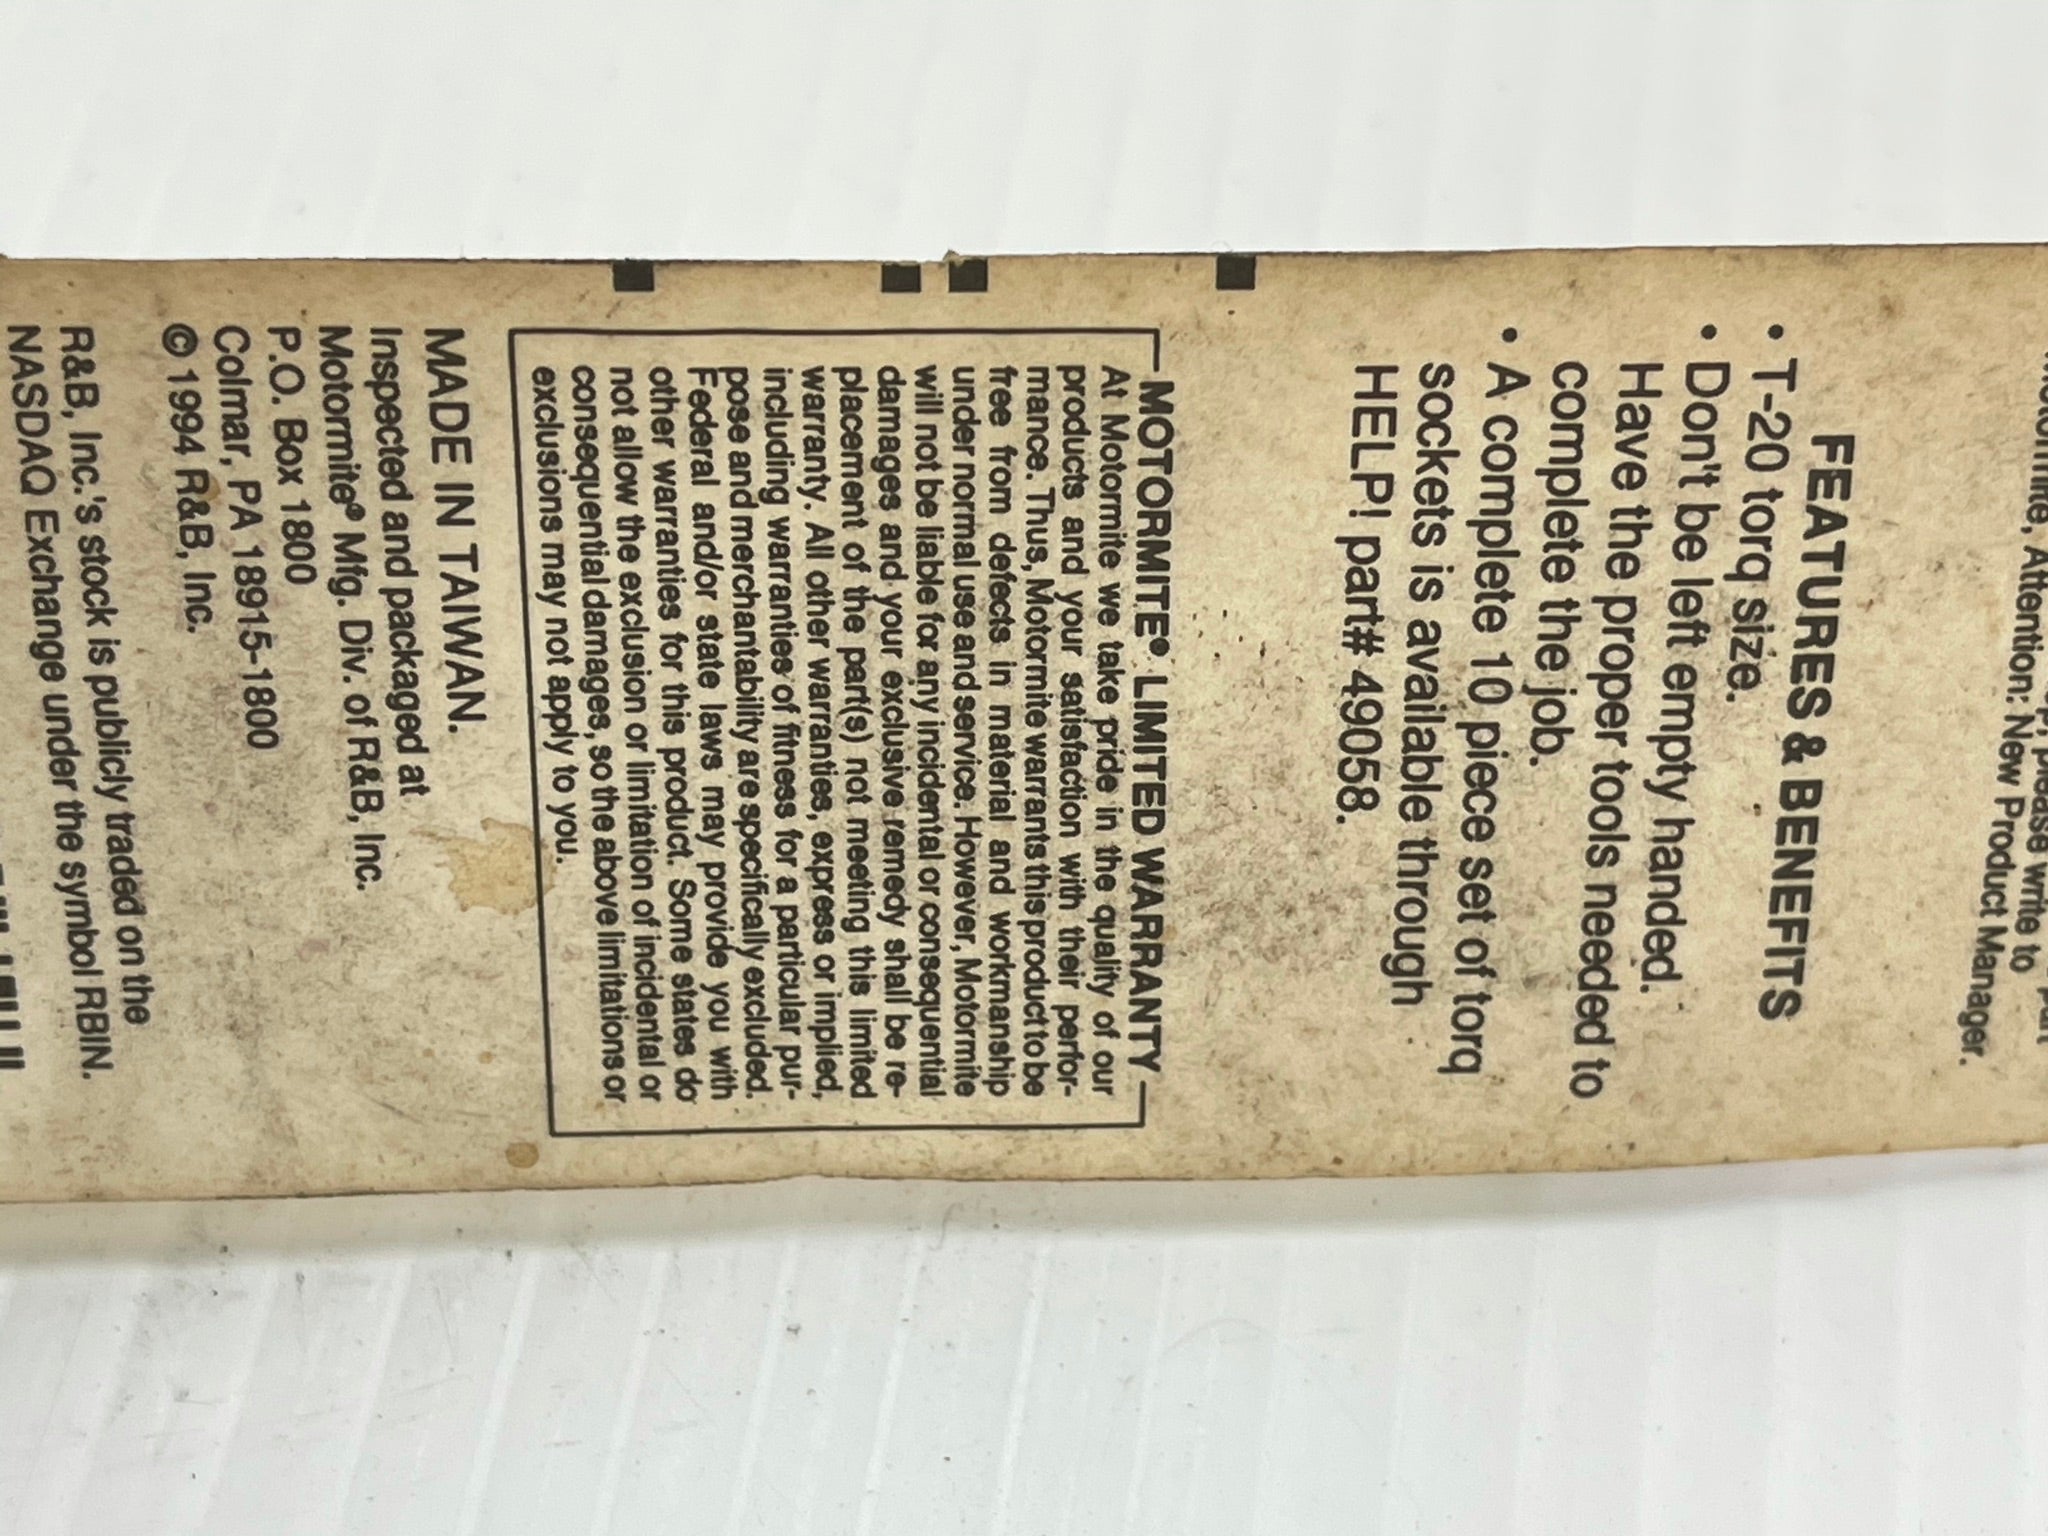 please write to
Attention: New Product Manager.
FEATURES & BENEFITS
• T-20 torq size.
• Don't be left empty handed.
Have the proper tools needed to
complete the job.
• A complete 10 piece set of torq
sockets is available through
HELP! part# 49058.
MOTORMITE® LIMITED WARRANTY
At Motormite we take pride in the quality of our
products and your satisfaction with their perfor-
mance. Thus, Motormite warrants this product to be
free from defects in material and workmanship
under normal use and service. However, Motormite
will not be liable for any incidental or consequential
damages and your exclusive remedy shall be re-
placement of the part(s) not meeting this limited
warranty. All other warranties, express or implied,
including warranties of fitness for a particular pur-
pose and merchantability are specifically excluded.
Federal and/or state laws may provide you with
other warranties for this product. Some states do
not allow the exclusion or limitation of incidental or
consequential damages, so the above limitations or
exclusions may not apply to you.
MADE IN TAIWAN.
Inspected and packaged at
Motormite® Mfg. Div. of R&B, Inc.
P.O. Box 1800
Colmar, PA 18915-1800
© 1994 R&B, Inc.
R&B, Inc.'s stock is publicly traded on the
NASDAQ Exchange under the symbol RBIN.